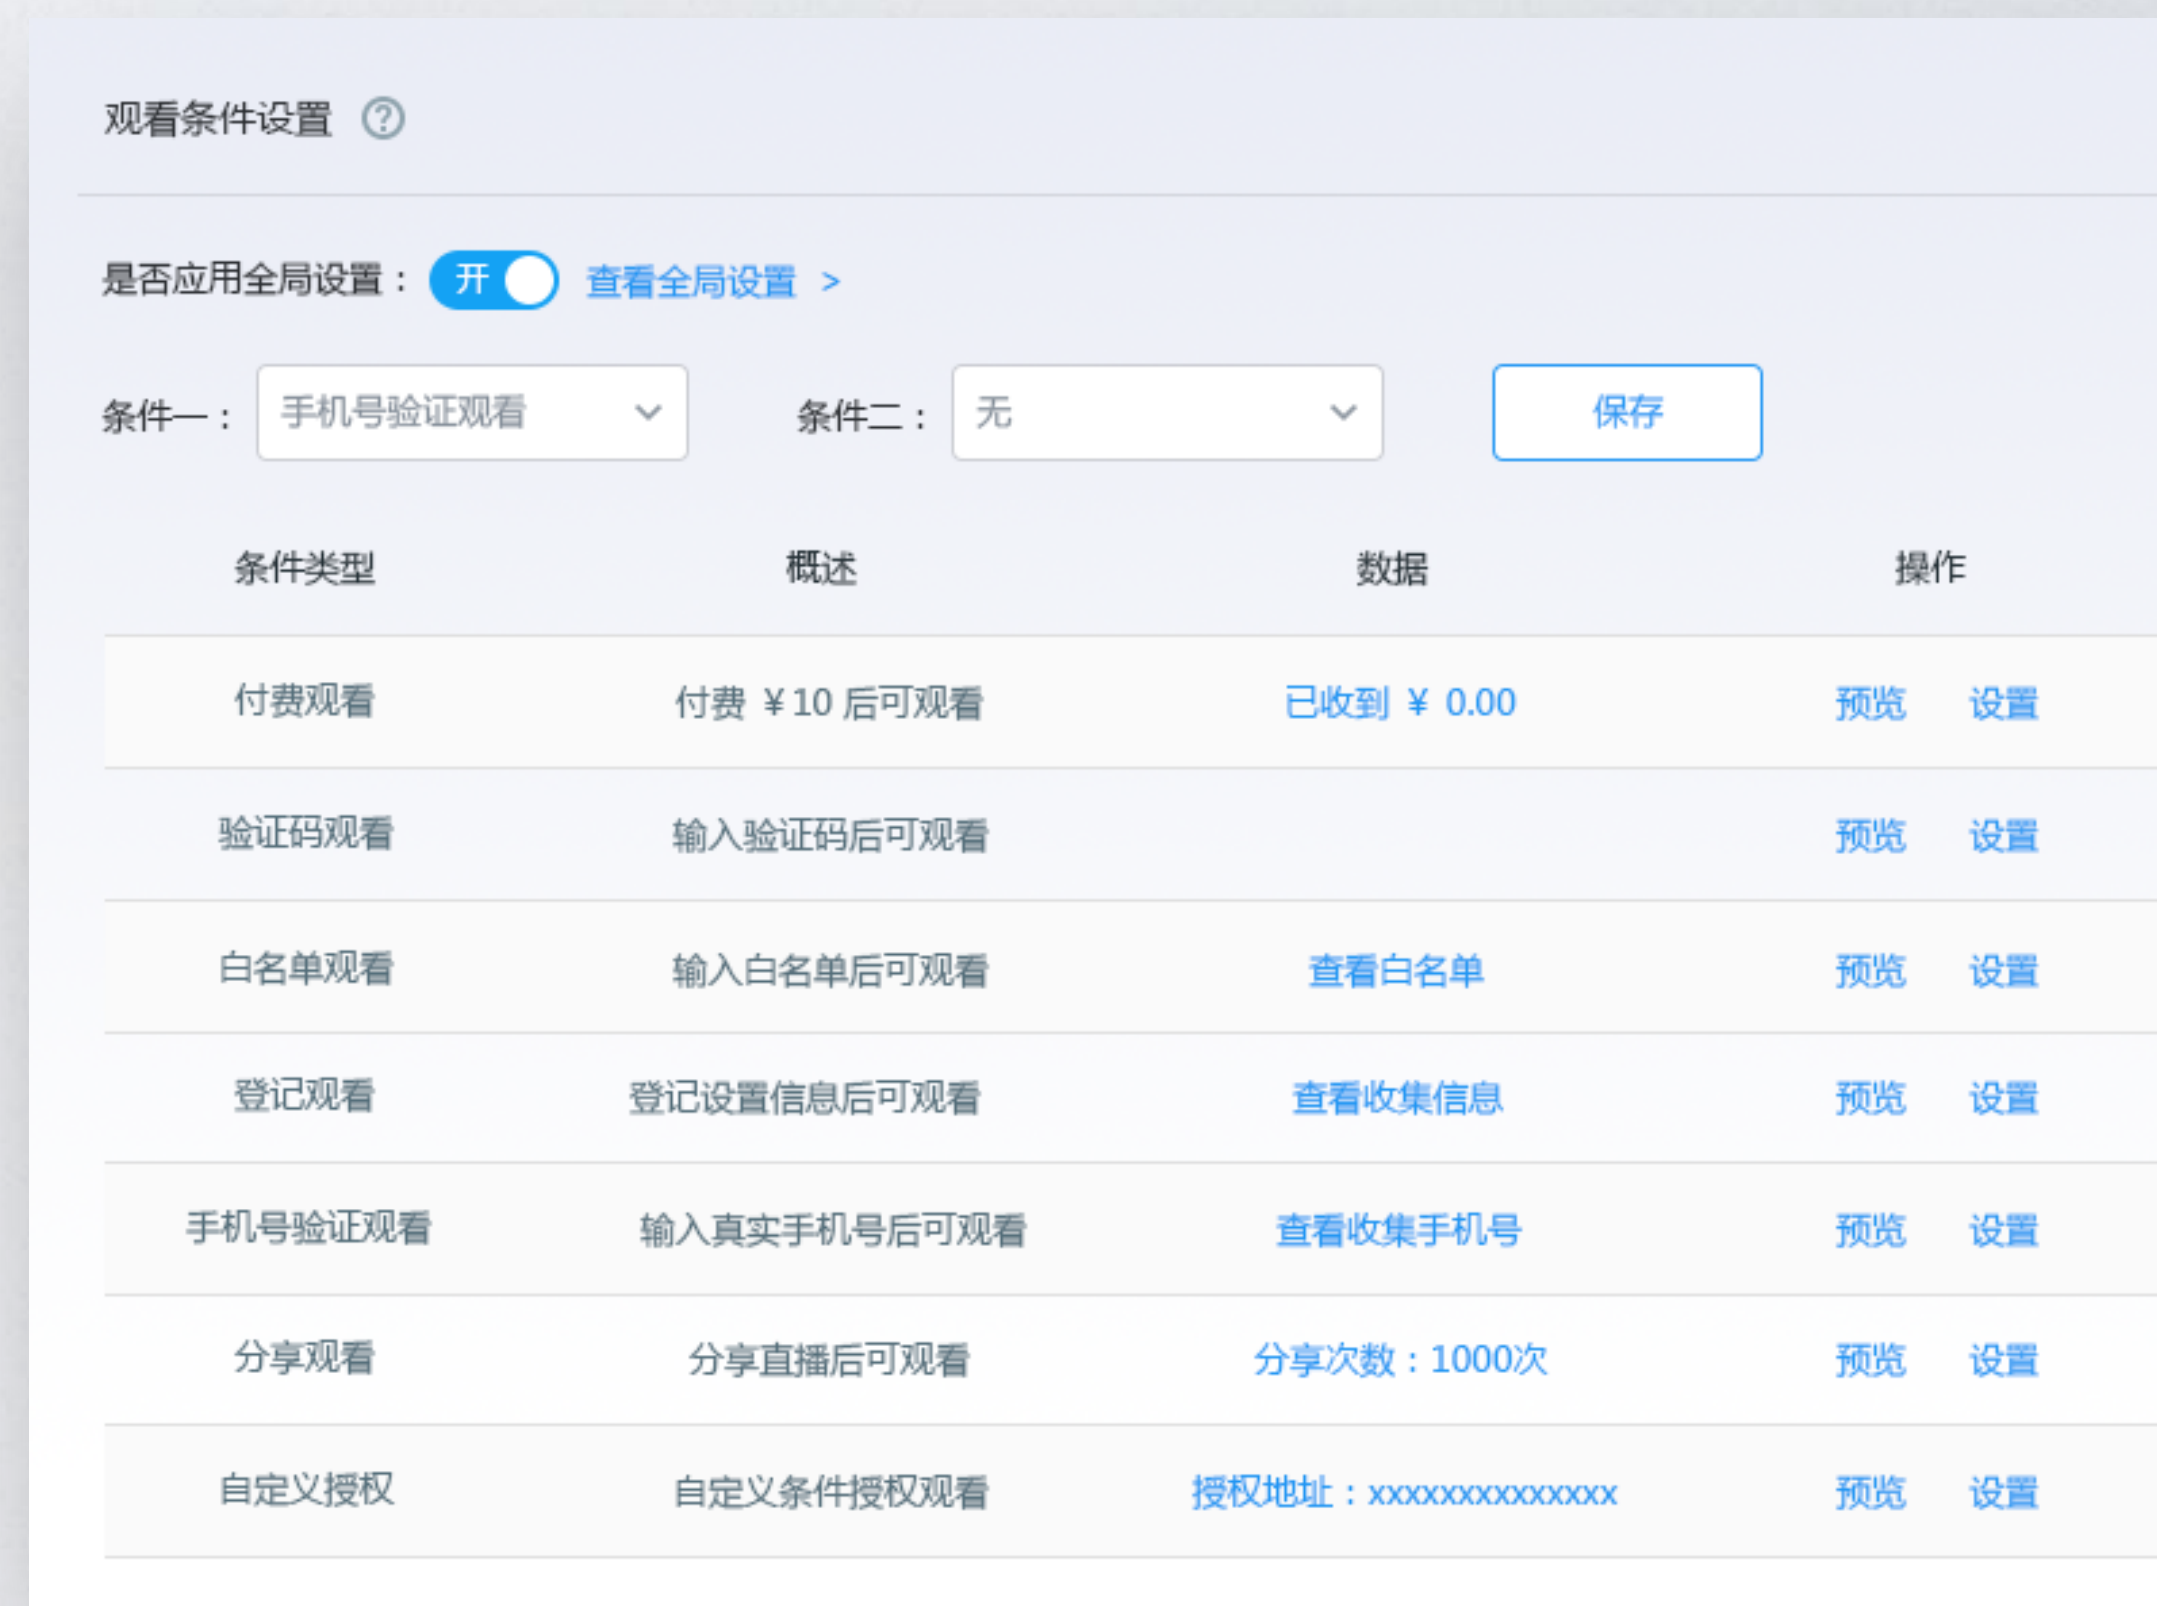 观看条件设置 ?
是否应用全局设置： 开 查看全局设置 >
条件一： 手机号验证观看 条件二： 无 保存
条件类型 概述 数据 操作
付费观看 付费 ¥10 后可观看 已收到 ¥ 0.00 预览 设置
验证码观看 输入验证码后可观看 预览 设置
白名单观看 输入白名单后可观看 查看白名单 预览 设置
登记观看 登记设置信息后可观看 查看收集信息 预览 设置
手机号验证观看 输入真实手机号后可观看 查看收集手机号 预览 设置
分享观看 分享直播后可观看 分享次数：1000次 预览 设置
自定义授权 自定义条件授权观看 授权地址：xxxxxxxxxxxxxx 预览 设置